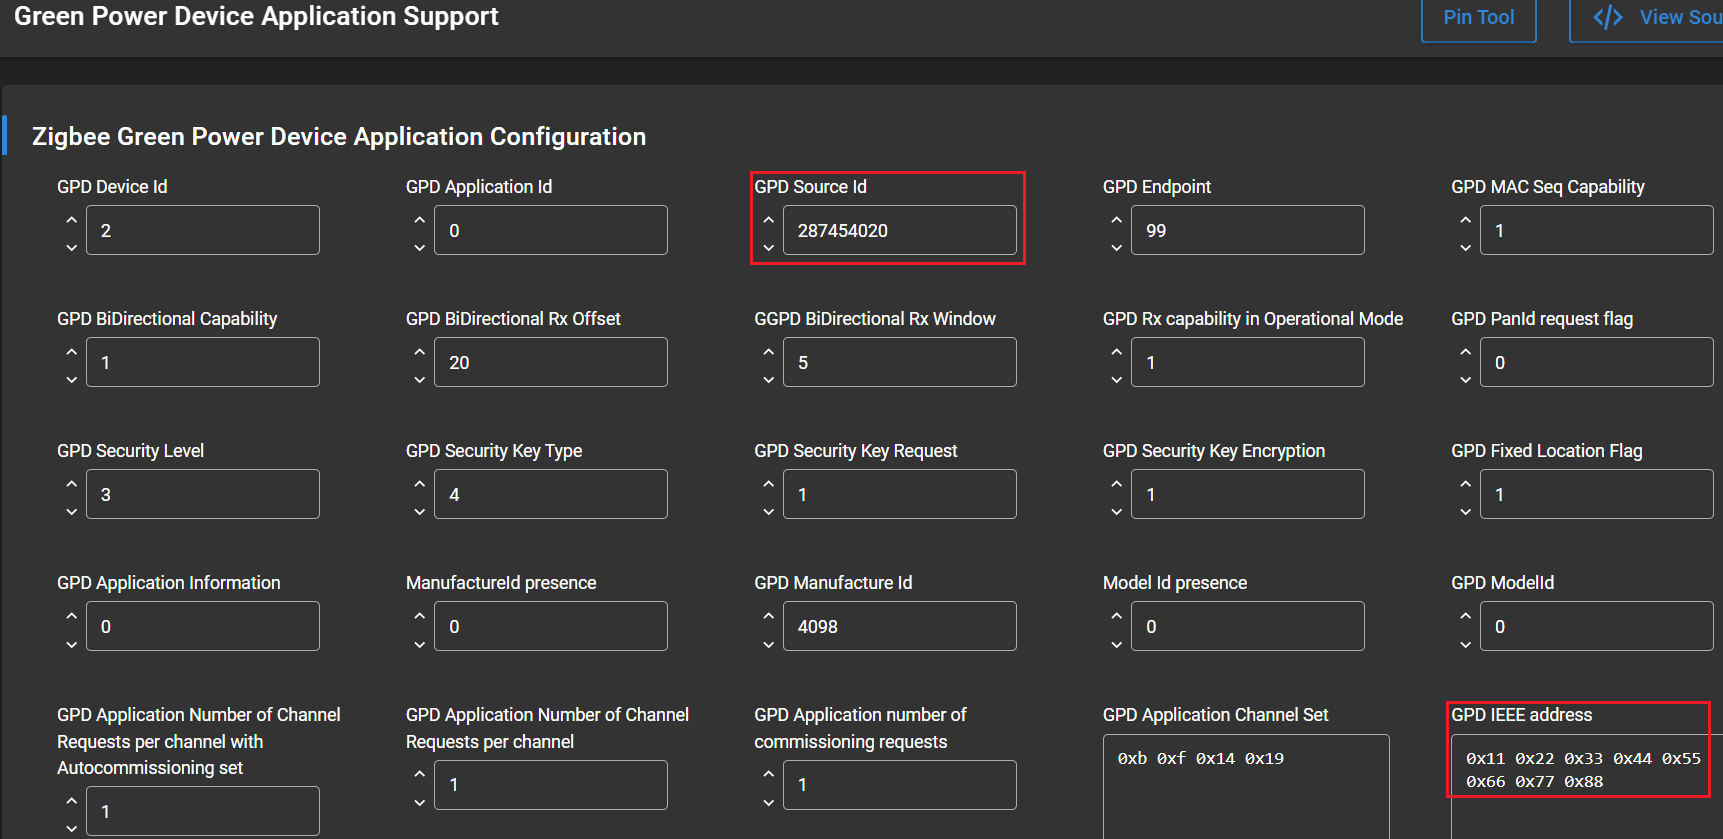 Green Power Device Application Support
Pin Tool
</> View Sou
Zigbee Green Power Device Application Configuration
GPD Device Id
GPD Application Id
GPD Source Id
GPD Endpoint
GPD MAC Seq Capability
2
0
287454020
99
1
GPD BiDirectional Capability
GPD BiDirectional Rx Offset
GGPD BiDirectional Rx Window
GPD Rx capability in Operational Mode
GPD PanId request flag
1
20
5
1
0
GPD Security Level
GPD Security Key Type
GPD Security Key Request
GPD Security Key Encryption
GPD Fixed Location Flag
3
4
1
1
1
GPD Application Information
ManufactureId presence
GPD Manufacture Id
Model Id presence
GPD ModelId
0
0
4098
0
0
GPD Application Number of Channel
Requests per channel with
Autocommissioning set
1
GPD Application Number of Channel
Requests per channel
1
GPD Application number of
commissioning requests
1
GPD Application Channel Set
0xb 0xf 0x14 0x19
GPD IEEE address
0x11 0x22 0x33 0x44 0x55
0x66 0x77 0x88